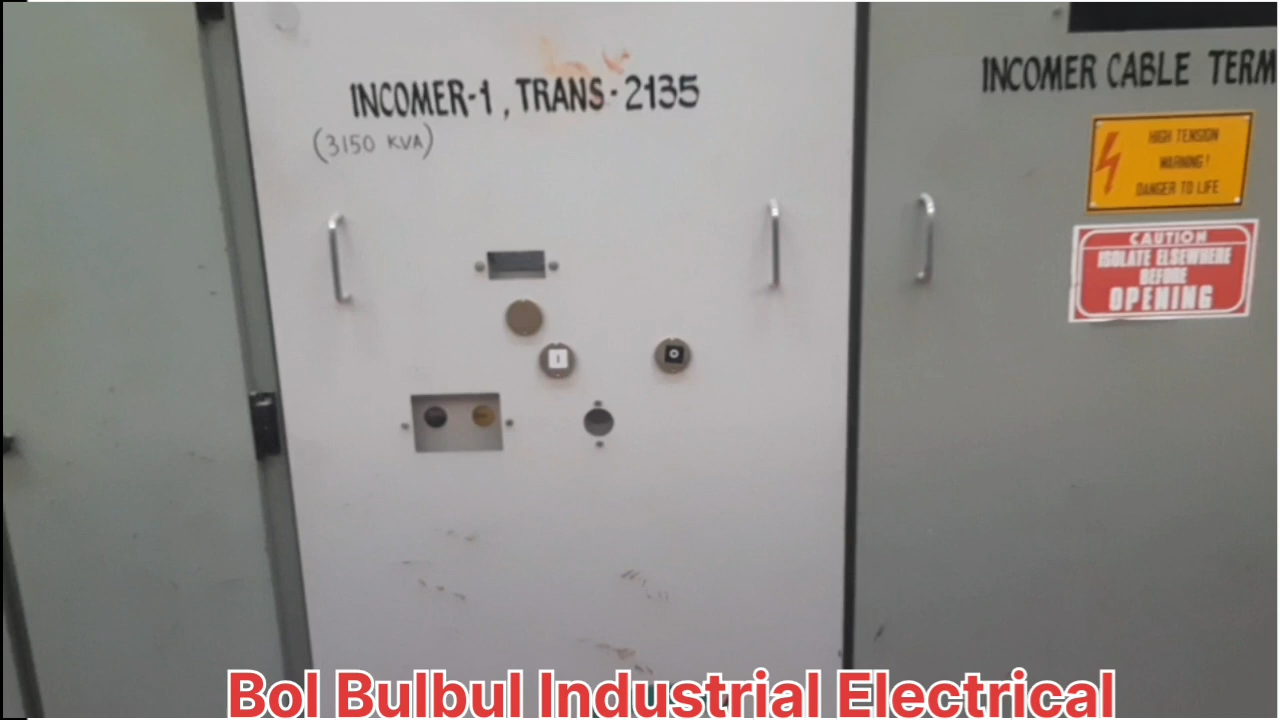 INCOMER-1, TRANS-2135
(3150 KVA)
I
O
INCOMER CABLE TERM
HIGH TENSION
WARNING!
DANGER TO LIFE
CAUTION
ISOLATE ELSEWHERE
BEFORE
OPENING
Bol Bulbul Industrial Electrical